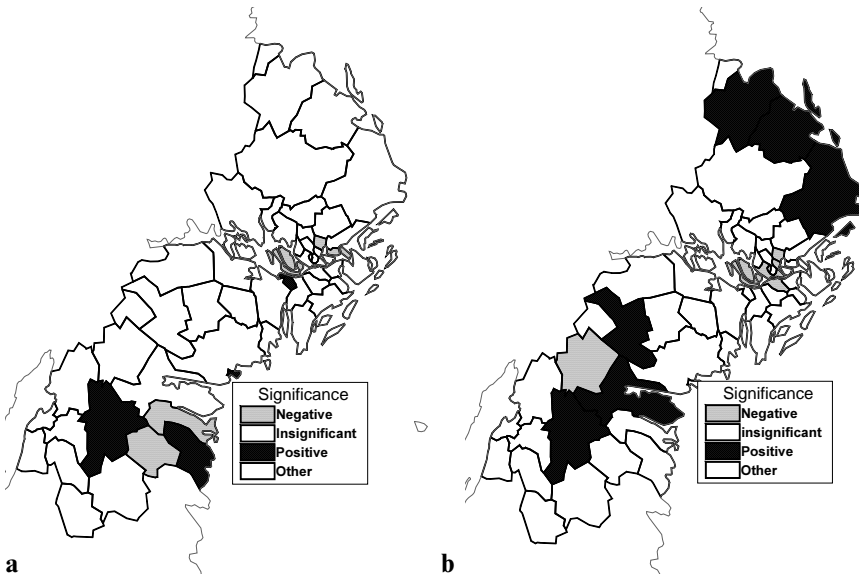 Significance
Negative
Insignificant
Positive
Other
a
Significance
Negative
insignificant
Positive
Other
b